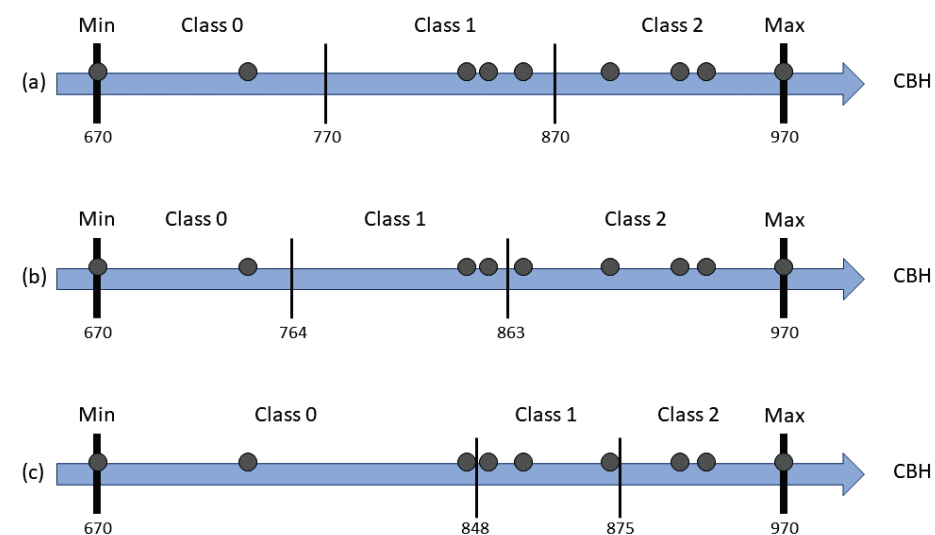 Min Class 0 Class 1 Class 2 Max
(a) CBH
670 770 870 970
Min Class 0 Class 1 Class 2 Max
(b) CBH
670 764 863 970
Min Class 0 Class 1 Class 2 Max
(c) CBH
670 848 875 970